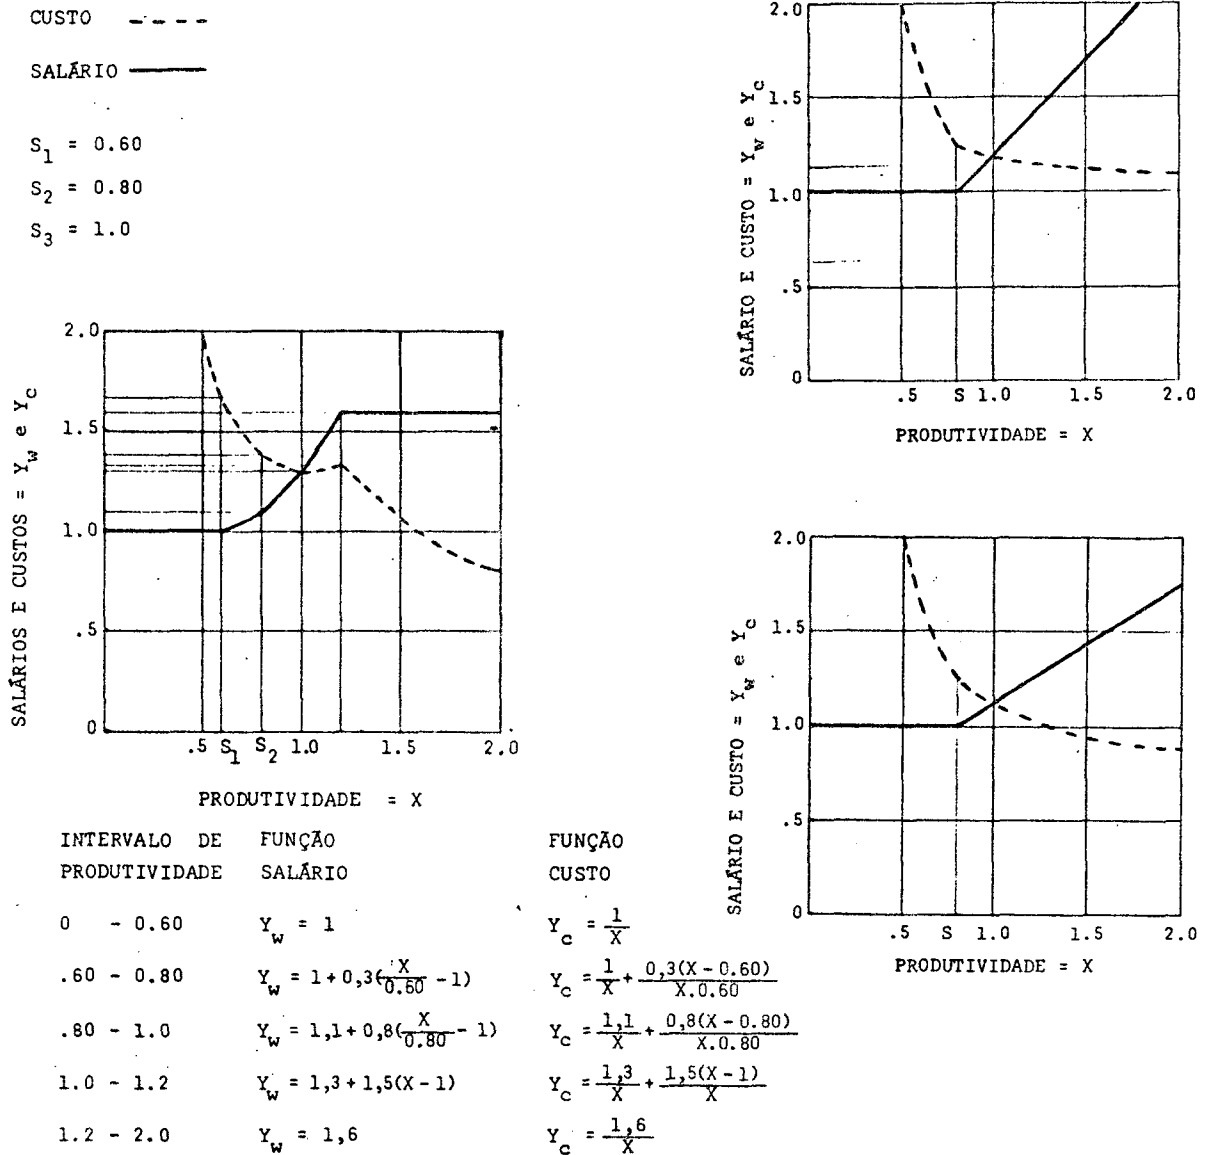 CUSTO
SALÁRIO
S1 = 0.60
S2 = 0.80
S3 = 1.0
SALÁRIOS E CUSTOS = Yw e Yc
2.0
1.5
1.0
.5
0
.5 S1 S2 1.0 1.5 2.0
PRODUTIVIDADE = X
SALÁRIO E CUSTO = Yw e Yc
2.0
1.5
1.0
.5
0
.5 S 1.0 1.5 2.0
PRODUTIVIDADE = X
SALÁRIO E CUSTO = Yw e Yc
2.0
1.5
1.0
.5
0
.5 S 1.0 1.5 2.0
PRODUTIVIDADE = X
INTERVALO DE FUNÇÃO FUNÇÃO
PRODUTIVIDADE SALÁRIO CUSTO
0 - 0.60 Yw = 1 Yc = 1/X
.60 - 0.80 Yw = 1+0,3(X/0.60 - 1) Yc = 1/X + 0,3(X-0.60)/X.0.60
.80 - 1.0 Yw = 1,1+0,8(X/0.80 - 1) Yc = 1,1/X + 0,8(X-0.80)/X.0.80
1.0 - 1.2 Yw = 1,3+1,5(X-1) Yc = 1,3/X + 1,5(X-1)/X
1.2 - 2.0 Yw = 1,6 Yc = 1,6/X